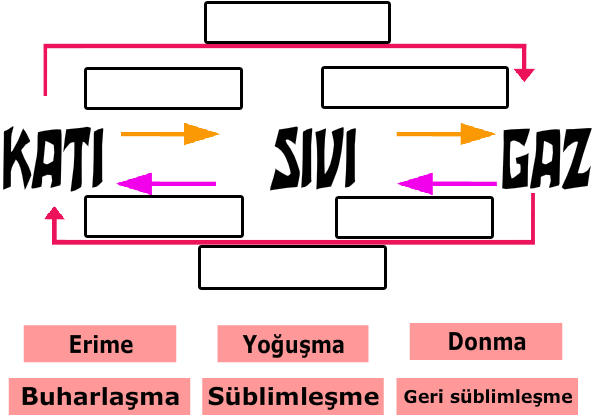 KATI SIVI GAZ
Erime Yoğuşma Donma
Buharlaşma Süblimleşme Geri süblimleşme